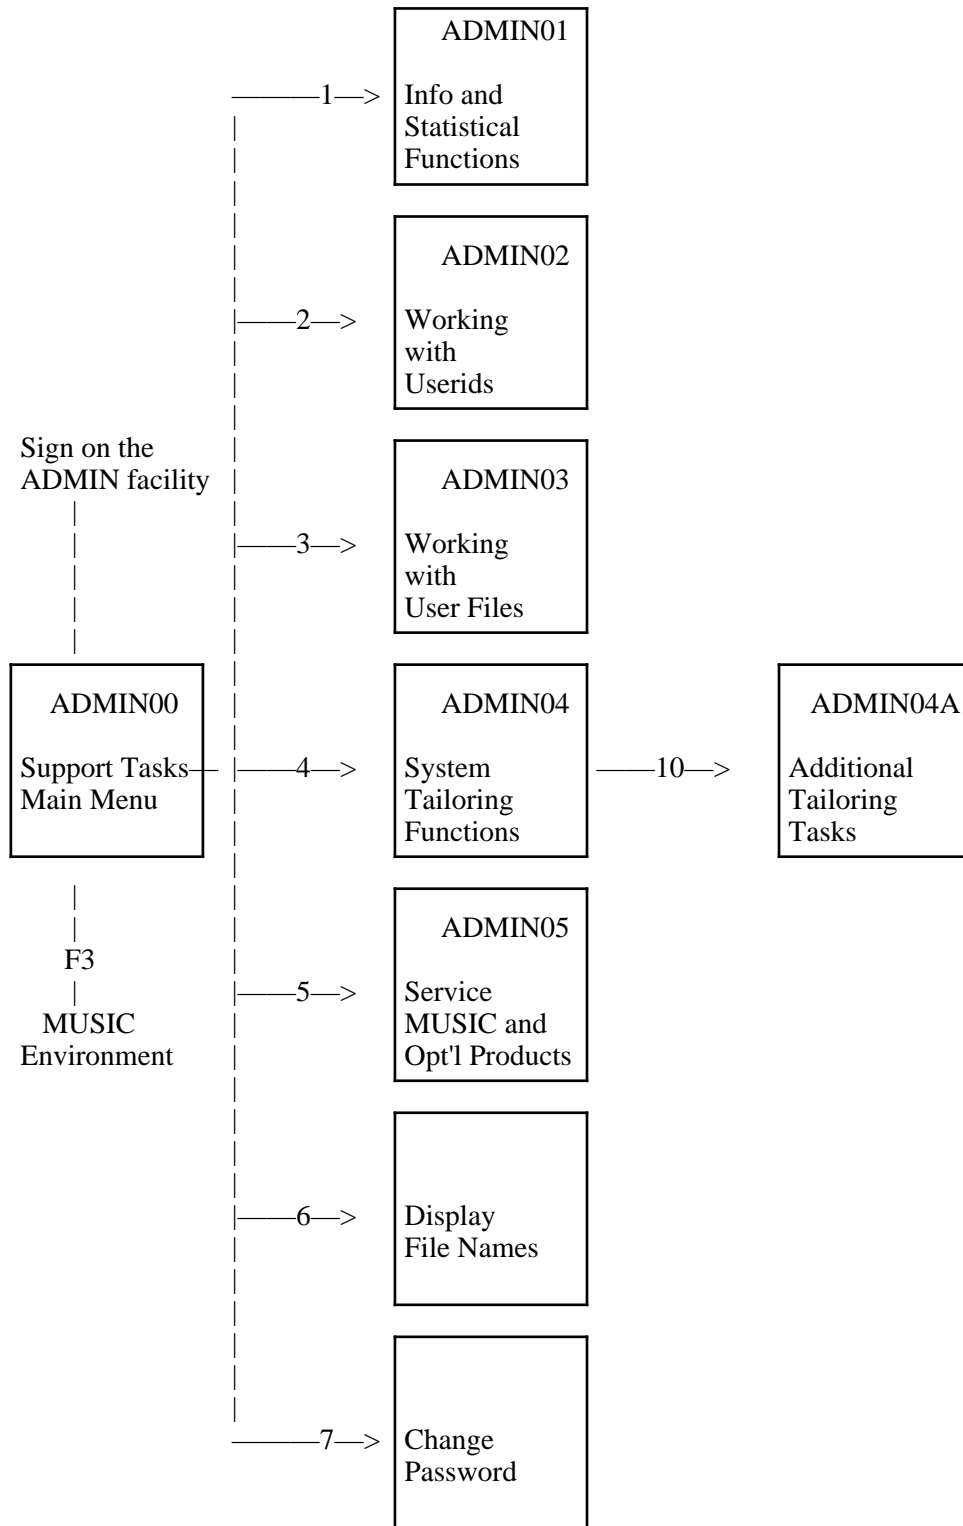 ADMIN01
1
Info and
Statistical
Functions
ADMIN02
2
Working
with
Userids
Sign on the
ADMIN facility
ADMIN03
3
Working
with
User Files
ADMIN00
Support Tasks
Main Menu
ADMIN04
4
System
Tailoring
Functions
10
ADMIN04A
Additional
Tailoring
Tasks
F3
MUSIC
Environment
ADMIN05
5
Service
MUSIC and
Opt'l Products
6
Display
File Names
7
Change
Password